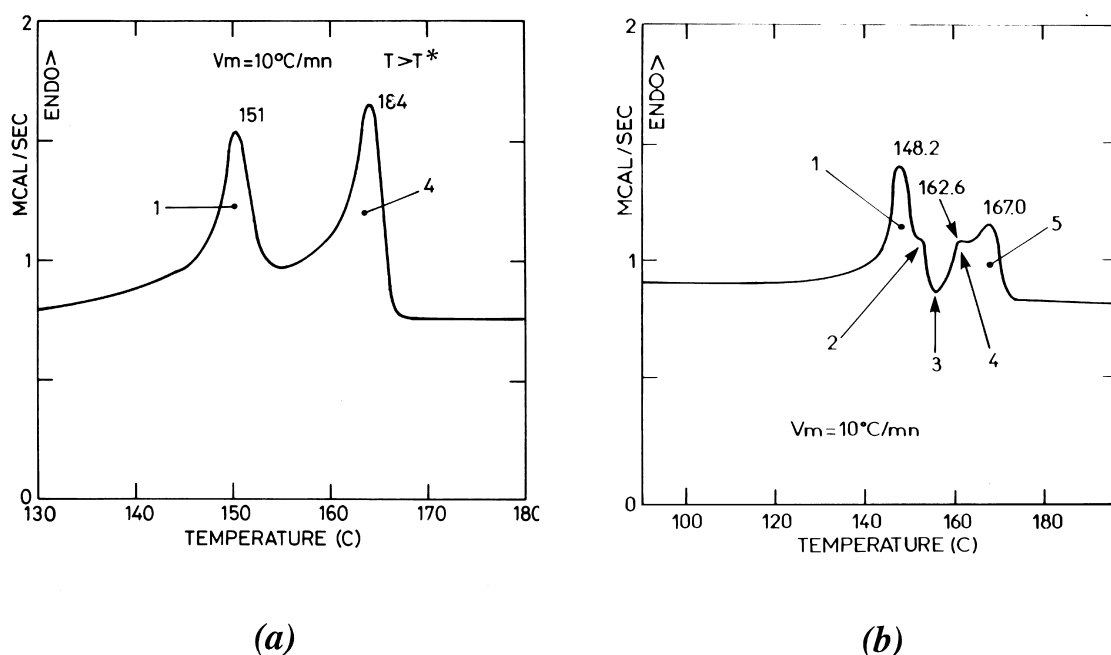 2
ENDO>
MCAL/SEC
Vm=10°C/mn T>T*
151
184
1
4
1
0
130 140 150 160 170 180
TEMPERATURE (C)
(a)
2
ENDO>
MCAL/SEC
148.2
1
162.6
167.0
5
1
2
3
4
Vm=10°C/mn
0
100 120 140 160 180
TEMPERATURE (C)
(b)